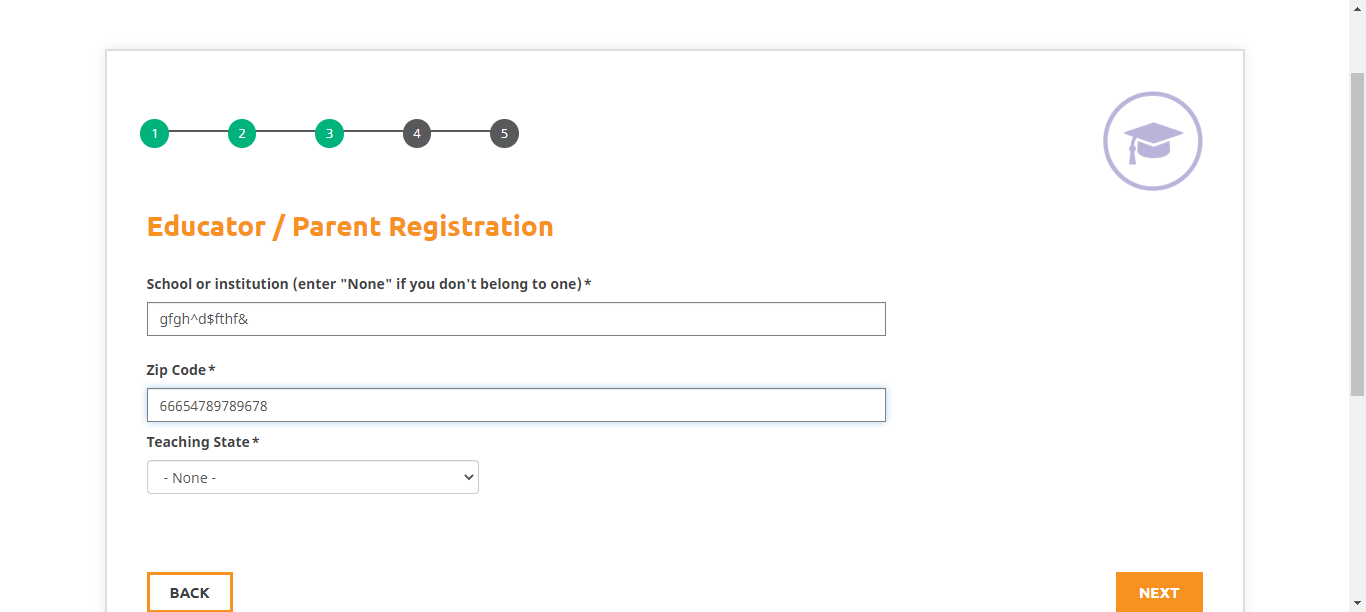 1 2 3 4 5
Educator / Parent Registration
School or institution (enter "None" if you don't belong to one)*
gfgh^d$fthf&
Zip Code*
66654789789678
Teaching State*
- None -
BACK NEXT